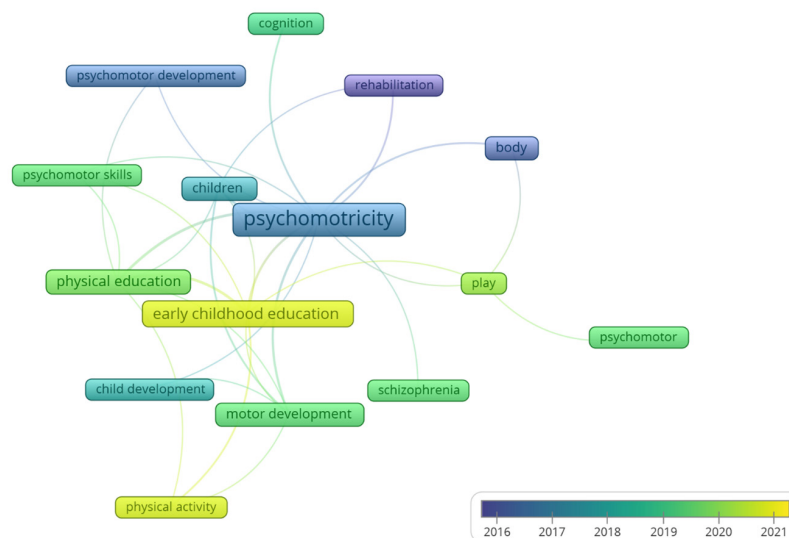 cognition
psychomotor development
rehabilitation
body
psychomotor skills
children
psychomotricity
physical education
play
early childhood education
psychomotor
child development
schizophrenia
motor development
physical activity
2016 2017 2018 2019 2020 2021